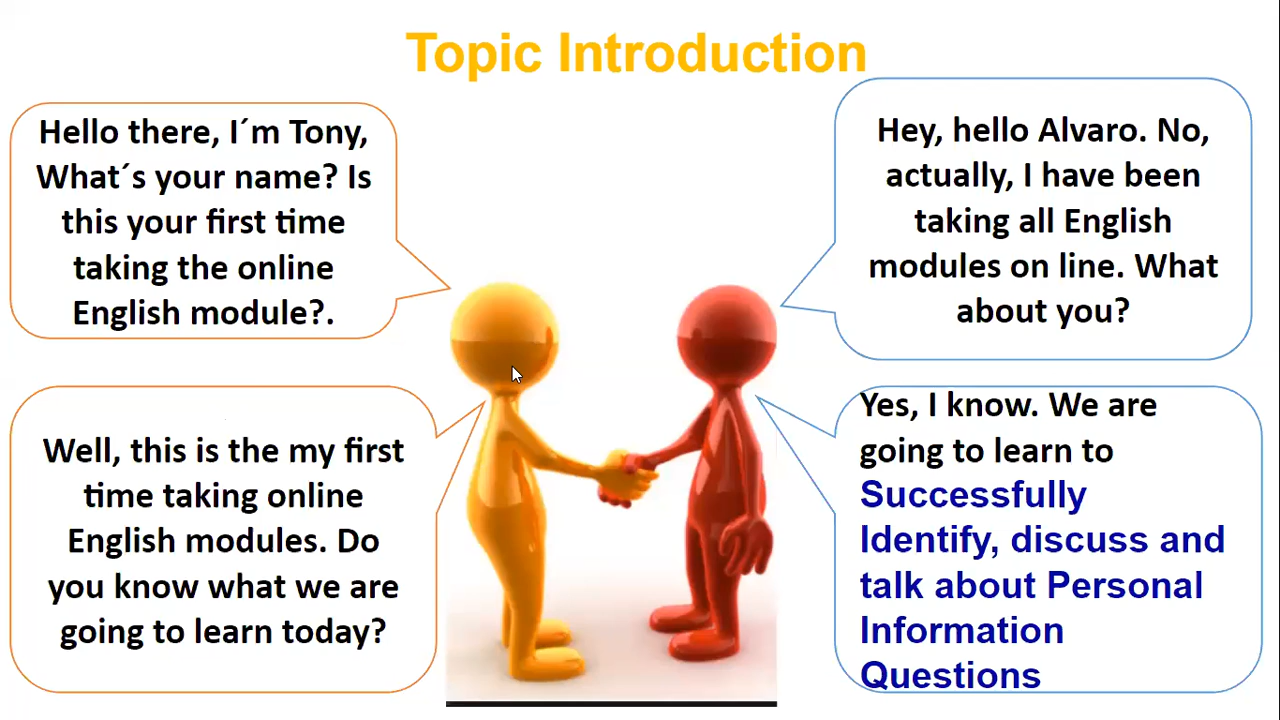 Topic Introduction
Hello there, I´m Tony,
What´s your name? Is
this your first time
taking the online
English module?.
Hey, hello Alvaro. No,
actually, I have been
taking all English
modules on line. What
about you?
Well, this is the my first
time taking online
English modules. Do
you know what we are
going to learn today?
Yes, I know. We are
going to learn to
Successfully
Identify, discuss and
talk about Personal
Information
Questions